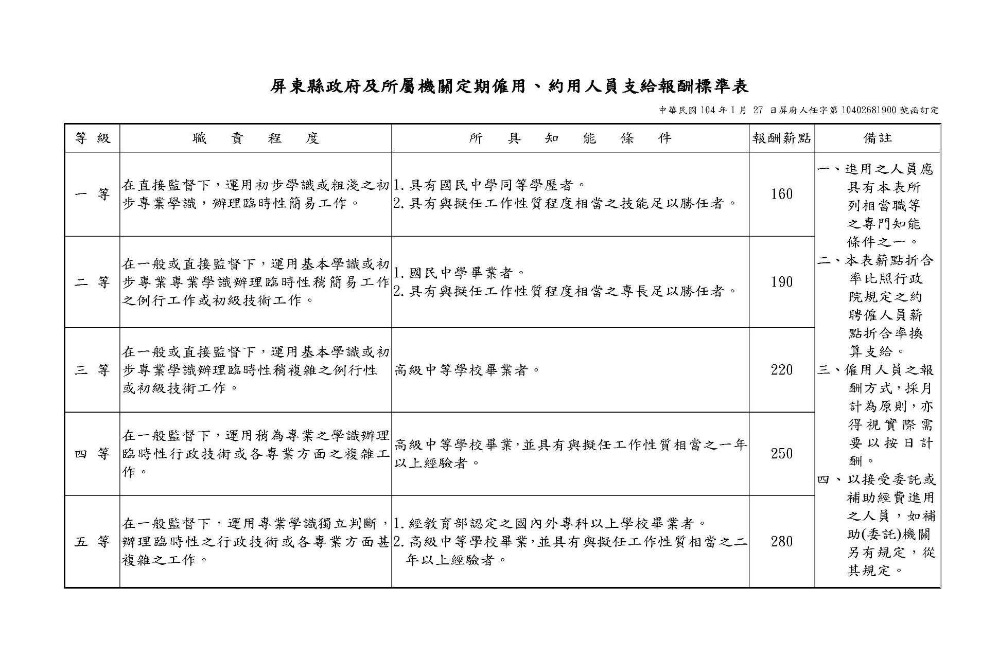 屏東縣政府及所屬機關定期僱用、約用人員支給報酬標準表
中華民國104年1月 27 日屏府人任字第10402681900號函訂定
等 級
職 責 程 度
所 具 知 能 條 件
報酬薪點
備註
一 等
在直接監督下，運用初步學識或粗淺之初
步專業學識，辦理臨時性簡易工作。
1.具有國民中學同等學歷者。
2.具有與擬任工作性質程度相當之技能足以勝任者。
160
二 等
在一般或直接監督下，運用基本學識或初
步專業專業學識辦理臨時性稍簡易工作
之例行工作或初級技術工作。
1.國民中學畢業者。
2.具有與擬任工作性質程度相當之專長足以勝任者。
190
三 等
在一般或直接監督下，運用基本學識或初
步專業學識辦理臨時性稍複雜之例行性
或初級技術工作。
高級中等學校畢業者。
220
四 等
在一般監督下，運用稍為專業之學識辦理
臨時性行政技術或各專業方面之複雜工
作。
高級中等學校畢業，並具有與擬任工作性質相當之一年
以上經驗者。
250
五 等
在一般監督下，運用專業學識獨立判斷，
辦理臨時性之行政技術或各專業方面甚
複雜之工作。
1.經教育部認定之國內外專科以上學校畢業者。
2.高級中等學校畢業，並具有與擬任工作性質相當之二
年以上經驗者。
280
一、進用之人員應
具有本表所
列相當職等
之專門知能
條件之一。
二、本表薪點折合
率比照行政
院規定之約
聘僱人員薪
點折合率換
算支給。
三、僱用人員之報
酬方式，採月
計為原則，亦
得視實際需
要以按日計
酬。
四、以接受委託或
補助經費進用
之人員，如補
助(委託)機關
另有規定，從
其規定。